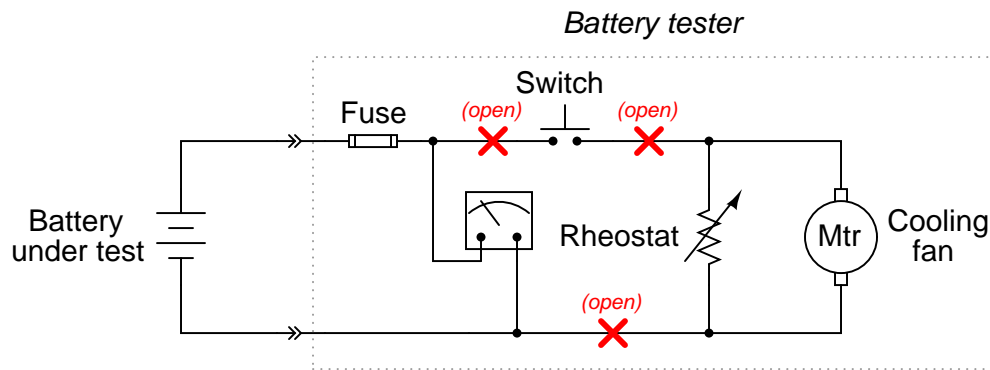 Battery tester
Switch
Fuse
(open)
(open)
Battery
under test
Rheostat
Mtr
Cooling
fan
(open)